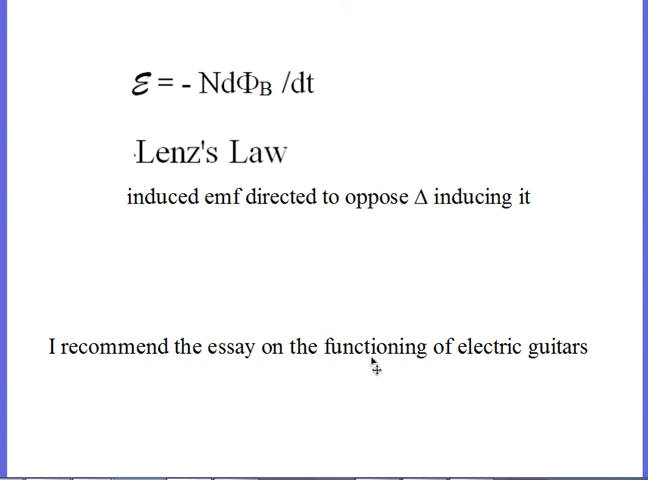 ℰ = - NdΦB /dt
Lenz's Law
induced emf directed to oppose Δ inducing it
I recommend the essay on the functioning of electric guitars